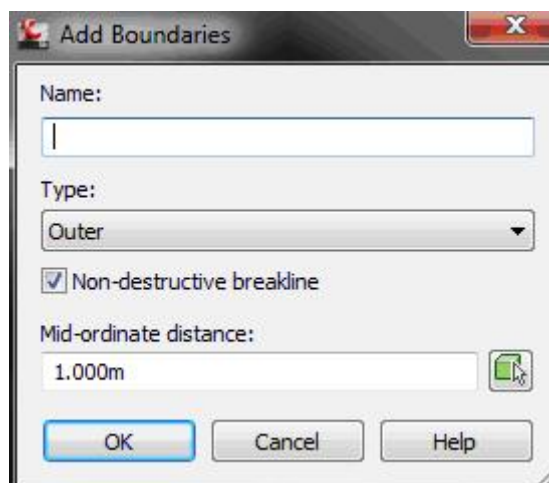 Add Boundaries
Name:
Type:
Outer
Non-destructive breakline
Mid-ordinate distance:
1.000m
OK Cancel Help